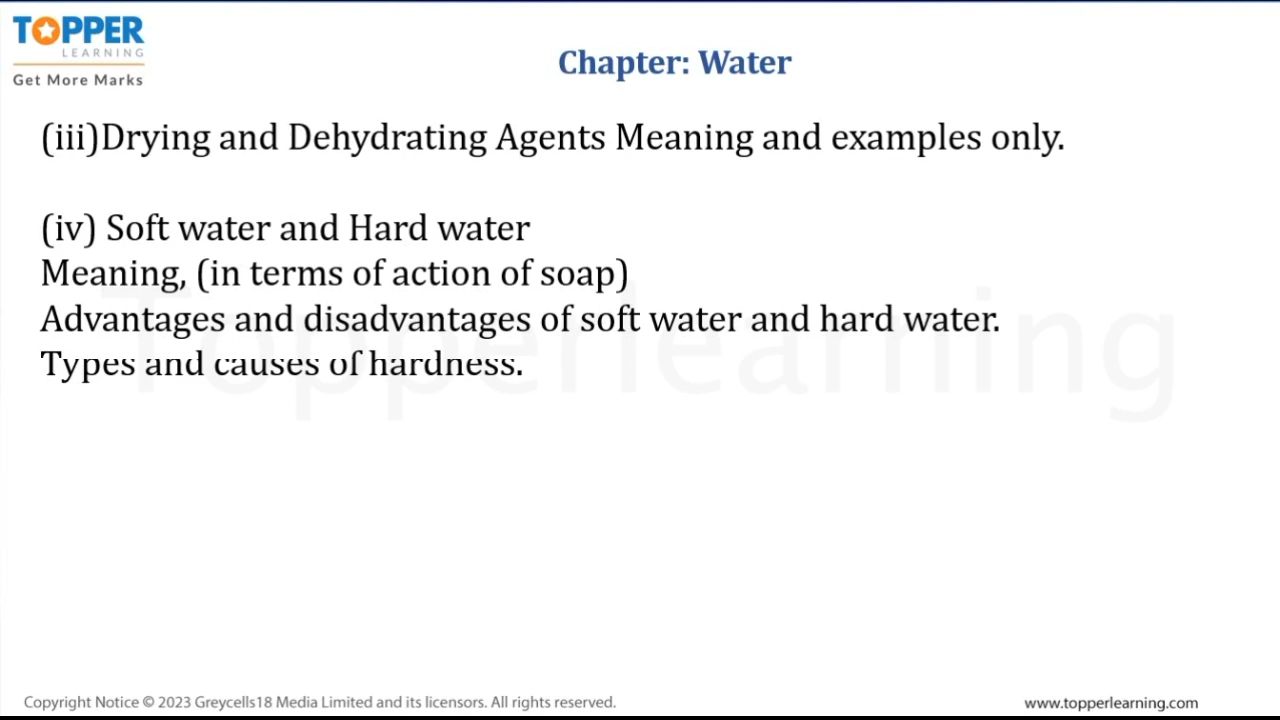 TOPPER
LEARNING
Get More Marks
Chapter: Water
(iii)Drying and Dehydrating Agents Meaning and examples only.
(iv) Soft water and Hard water
Meaning, (in terms of action of soap)
Advantages and disadvantages of soft water and hard water.
Types and causes of hardness.
Topperlearning
Copyright Notice © 2023 Greycells18 Media Limited and its licensors. All rights reserved.
www.topperlearning.com